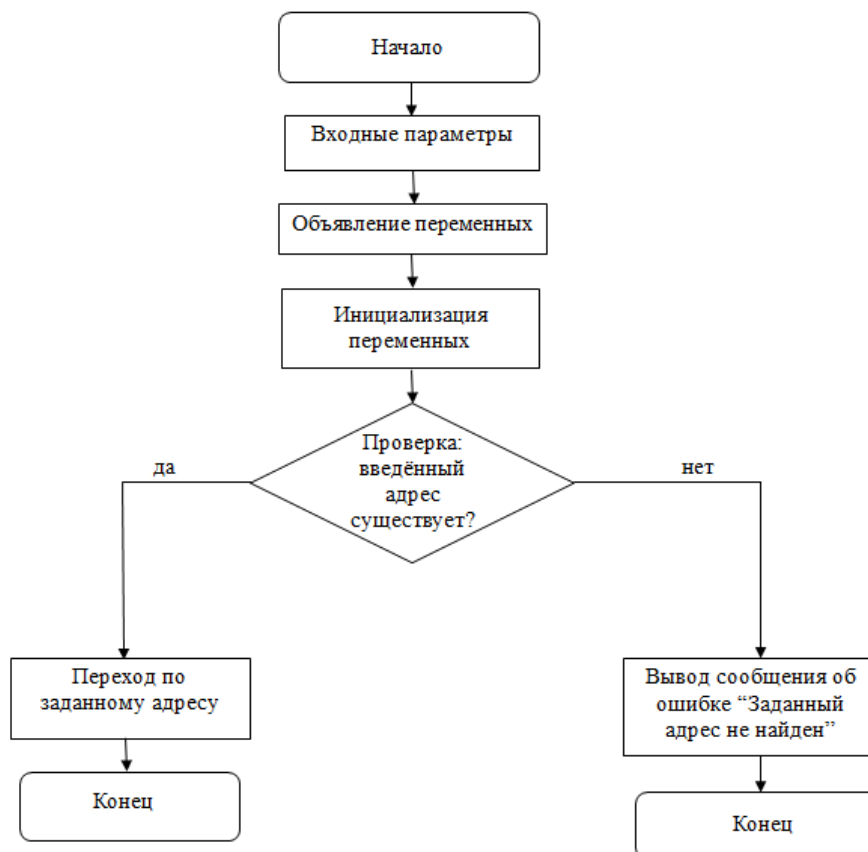 Начало
Входные параметры
Объявление переменных
Инициализация
переменных
Проверка:
введённый
адрес
существует?
да
нет
Переход по
заданному адресу
Вывод сообщения об
ошибке “Заданный
адрес не найден”
Конец
Конец